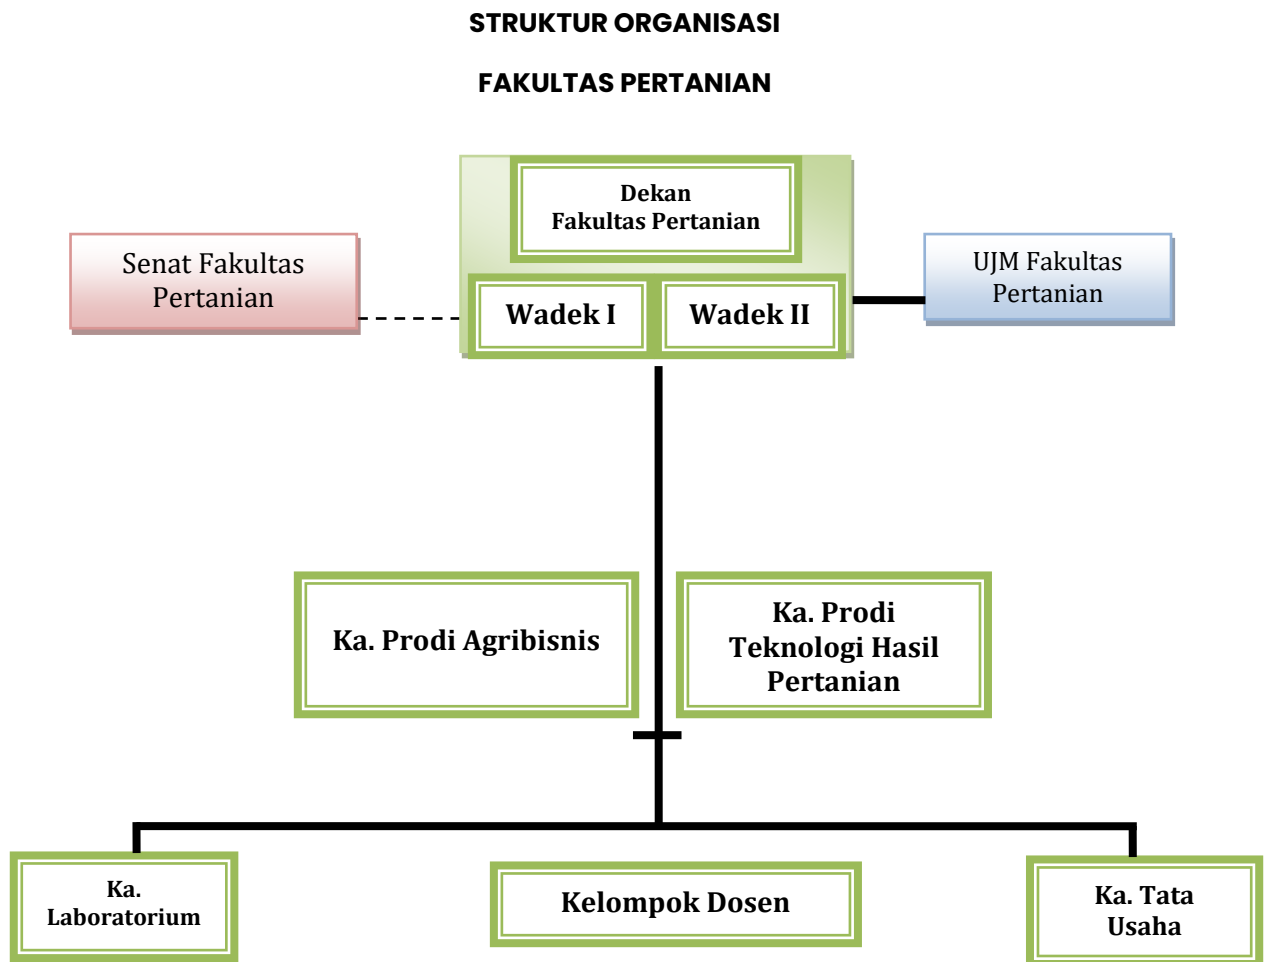 STRUKTUR ORGANISASI
FAKULTAS PERTANIAN
Dekan
Fakultas Pertanian
Senat Fakultas
Pertanian
UJM Fakultas
Pertanian
Wadek I
Wadek II
Ka. Prodi Agribisnis
Ka. Prodi
Teknologi Hasil
Pertanian
Ka.
Laboratorium
Kelompok Dosen
Ka. Tata
Usaha